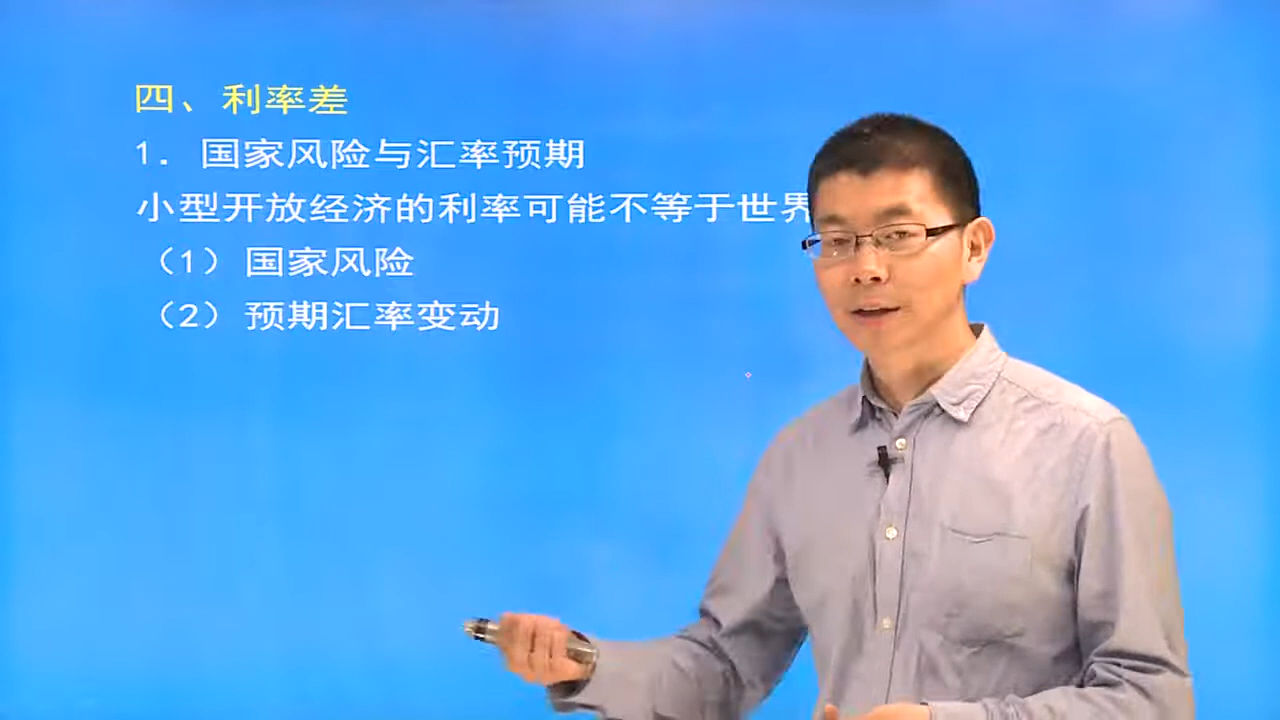 四、利率差
1. 国家风险与汇率预期
小型开放经济的利率可能不等于世界
（1）国家风险
（2）预期汇率变动